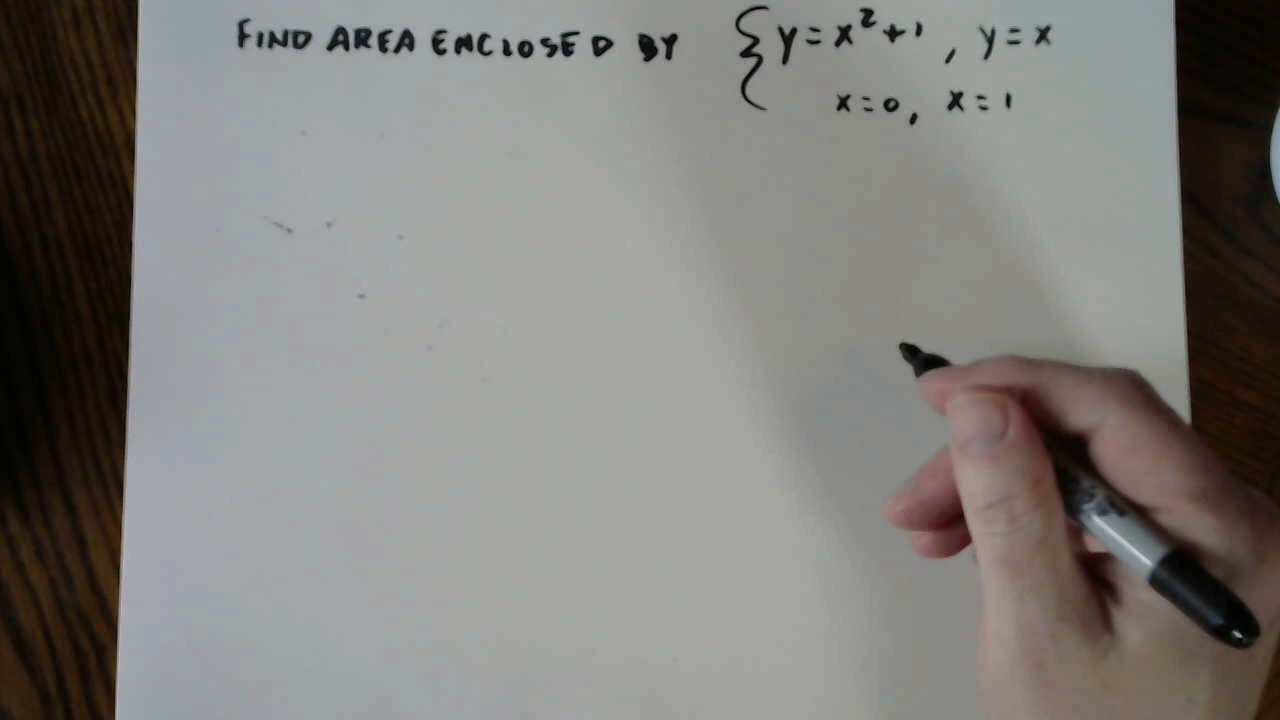 FIND AREA ENCLOSED BY { y = x² + 1 , y = x
x = 0, x = 1